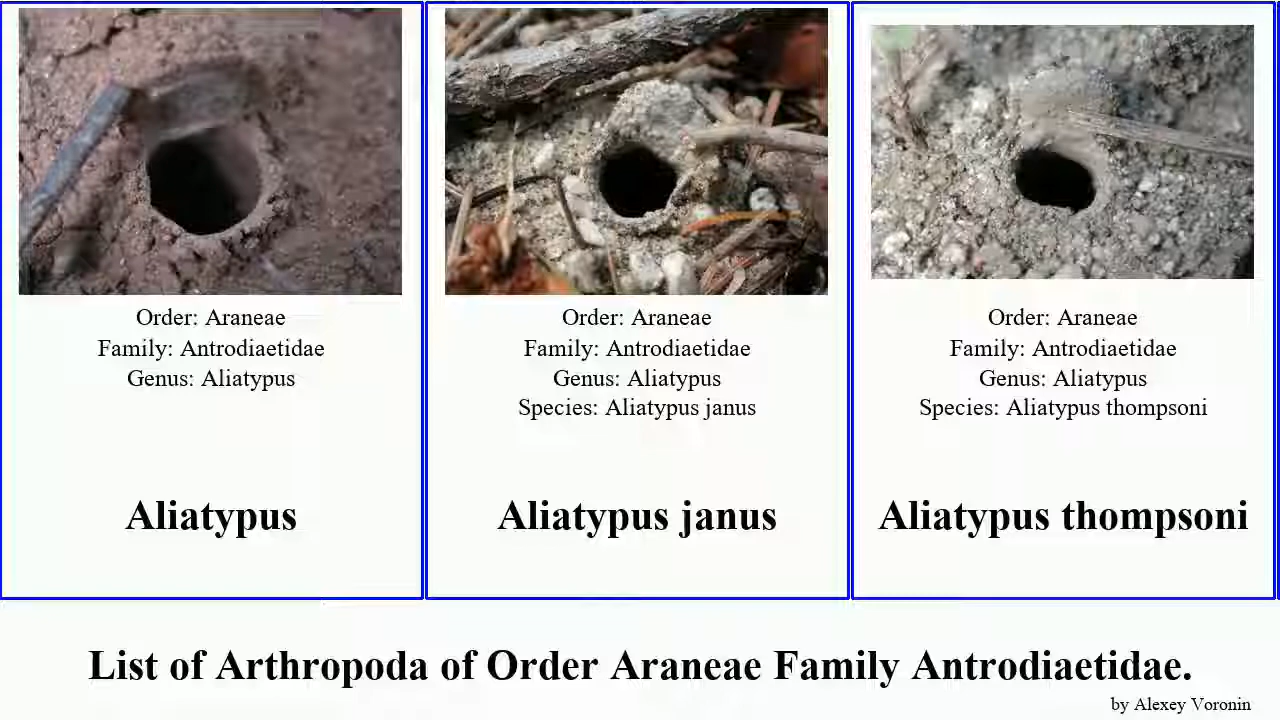 Order: Araneae
Family: Antrodiaetidae
Genus: Aliatypus
Aliatypus
Order: Araneae
Family: Antrodiaetidae
Genus: Aliatypus
Species: Aliatypus janus
Aliatypus janus
Order: Araneae
Family: Antrodiaetidae
Genus: Aliatypus
Species: Aliatypus thompsoni
Aliatypus thompsoni
List of Arthropoda of Order Araneae Family Antrodiaetidae.
by Alexey Voronin